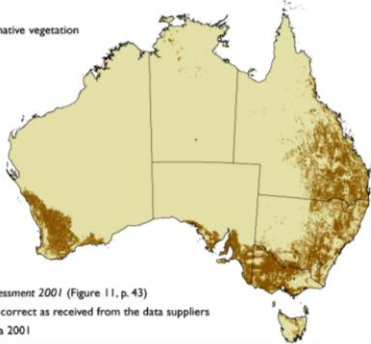 native vegetation
essment 2001 (Figure 11, p. 43)
correct as received from the data suppliers
a 2001